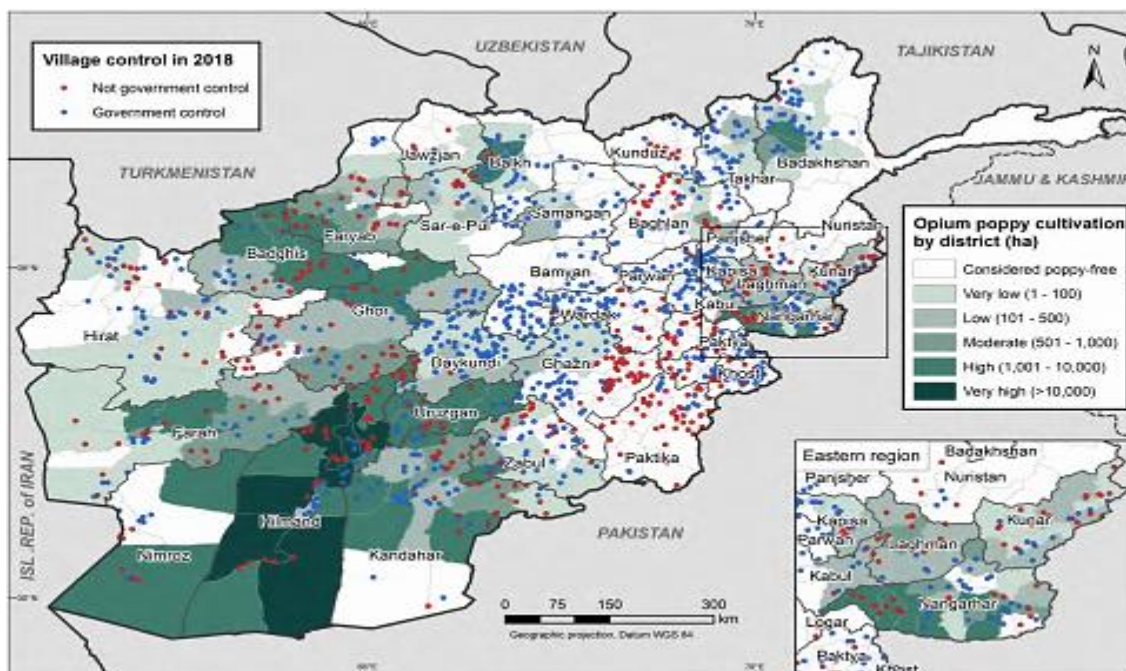 Village control in 2018
Not government control
Government control
UZBEKISTAN
TAJIKISTAN
N
TURKMENISTAN
JAMMU & KASHMIR
ISL .REP. of IRAN
PAKISTAN
Jawzjan
Balkh
Kunduz
Takhar
Badakhshan
Samangan
Baghlan
Sar-e-Pul
Faryab
Badghis
Panjsher
Nuristan
Bamyan
Parwan
Kapisa
Laghman
Kunar
Hirat
Ghor
Wardak
Kabu
Nangarhar
Daykundi
Ghazn
Paktya
Khost
Uruzgan
Farah
Zabul
Paktika
Hilmand
Nimroz
Kandahar
Opium poppy cultivation
by district (ha)
Considered poppy-free
Very low (1 - 100)
Low (101 - 500)
Moderate (501 - 1,000)
High (1,001 - 10,000)
Very high (>10,000)
0 75 150 300
km
Geographic projection. Datum WGS 84
Eastern region
Badakhshan
Panjsher
Nuristan
Kapisa
Kunar
Parwan
Laghman
Kabul
Nangarhar
Logar
Paktya
Khost